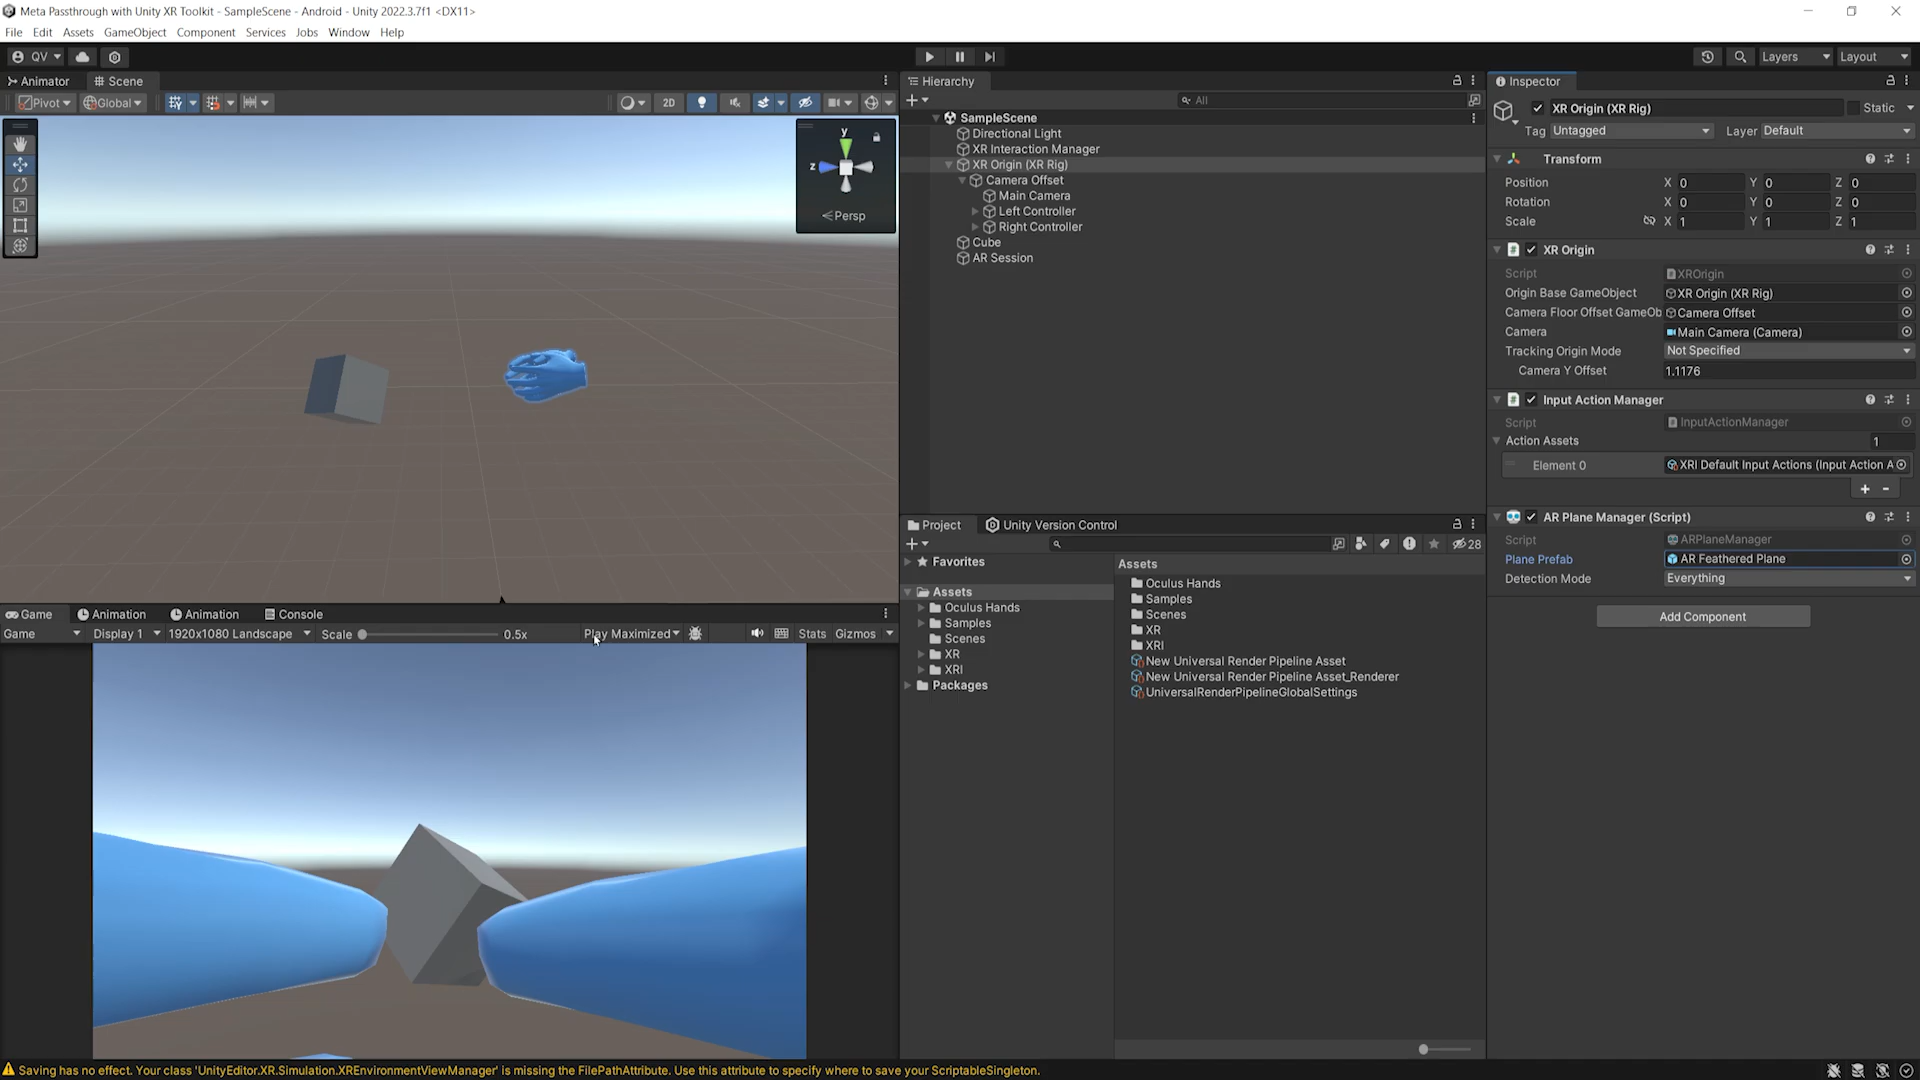 Meta Passthrough with Unity XR Toolkit - SampleScene - Android - Unity 2022.3.7f1 <DX11>
File Edit Assets GameObject Component Services Jobs Window Help
QV
Layers
Layout
Animator
Scene
Pivot
Global
2D
y
z
Persp
Hierarchy
All
SampleScene
Directional Light
XR Interaction Manager
XR Origin (XR Rig)
Camera Offset
Main Camera
Left Controller
Right Controller
Cube
AR Session
Inspector
XR Origin (XR Rig)
Static
Tag Untagged Layer Default
Transform
Position X 0 Y 0 Z 0
Rotation X 0 Y 0 Z 0
Scale X 1 Y 1 Z 1
XR Origin
Script XROrigin
Origin Base GameObject XR Origin (XR Rig)
Camera Floor Offset GameOb Camera Offset
Camera Main Camera (Camera)
Tracking Origin Mode Not Specified
Camera Y Offset 1.1176
Input Action Manager
Script InputActionManager
Action Assets 1
Element 0 XRI Default Input Actions (Input Action A
+ -
AR Plane Manager (Script)
Script ARPlaneManager
Plane Prefab AR Feathered Plane
Detection Mode Everything
Add Component
Game Animation Animation Console
Game Display 1 1920x1080 Landscape Scale 0.5x Play Maximized Stats Gizmos
Project Unity Version Control
28
Favorites
Assets
Oculus Hands
Samples
Scenes
XR
XRI
Packages
Assets
Oculus Hands
Samples
Scenes
XR
XRI
New Universal Render Pipeline Asset
New Universal Render Pipeline Asset_Renderer
UniversalRenderPipelineGlobalSettings
Saving has no effect. Your class 'UnityEditor.XR.Simulation.XREnvironmentViewManager' is missing the FilePathAttribute. Use this attribute to specify where to save your ScriptableSingleton.